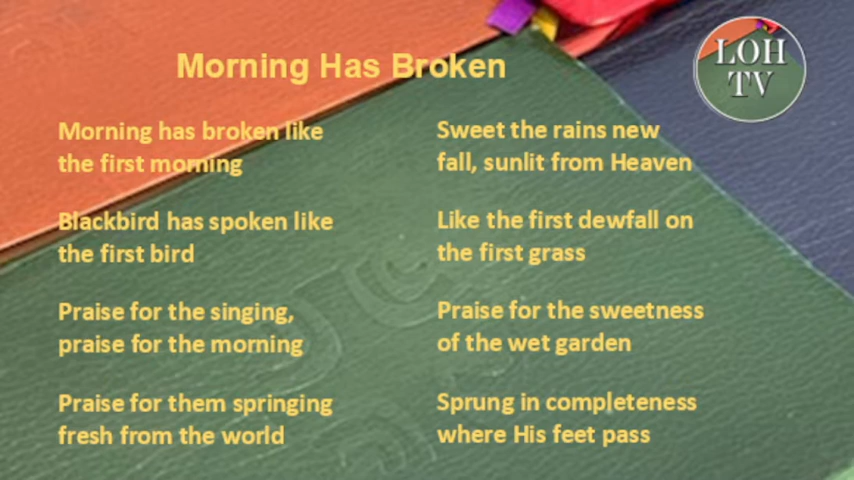 Morning Has Broken
LOH
TV
Morning has broken like
the first morning
Blackbird has spoken like
the first bird
Praise for the singing,
praise for the morning
Praise for them springing
fresh from the world
Sweet the rains new
fall, sunlit from Heaven
Like the first dewfall on
the first grass
Praise for the sweetness
of the wet garden
Sprung in completeness
where His feet pass